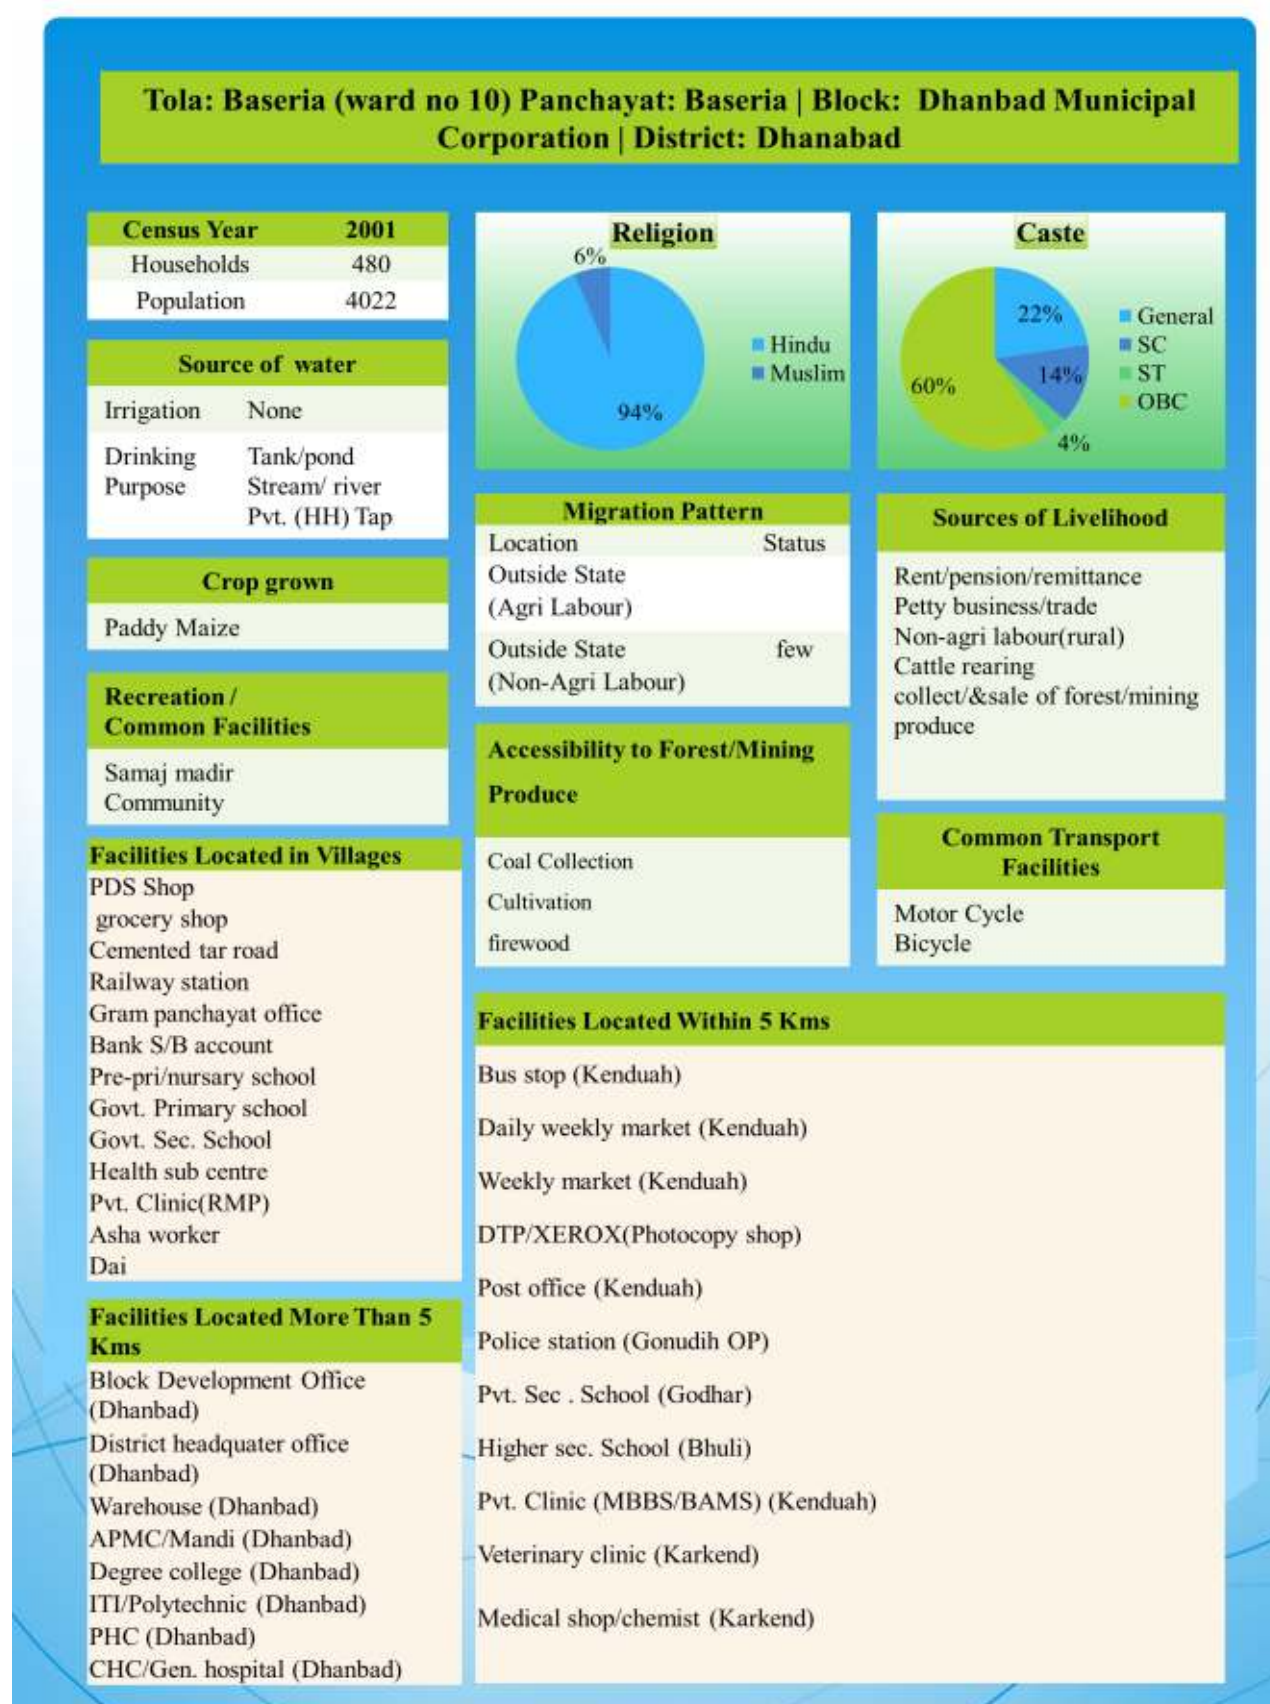 Tola: Baseria (ward no 10) Panchayat: Baseria | Block: Dhanbad Municipal
Corporation | District: Dhanabad
Census Year 2001
Households 480
Population 4022
Source of water
Irrigation None
Drinking Tank/pond
Purpose Stream/ river
Pvt. (HH) Tap
Crop grown
Paddy Maize
Recreation /
Common Facilities
Samaj madir
Community
Facilities Located in Villages
PDS Shop
grocery shop
Cemented tar road
Railway station
Gram panchayat office
Bank S/B account
Pre-pri/nursary school
Govt. Primary school
Govt. Sec. School
Health sub centre
Pvt. Clinic(RMP)
Asha worker
Dai
Facilities Located More Than 5
Kms
Block Development Office
(Dhanbad)
District headquater office
(Dhanbad)
Warehouse (Dhanbad)
APMC/Mandi (Dhanbad)
Degree college (Dhanbad)
ITI/Polytechnic (Dhanbad)
PHC (Dhanbad)
CHC/Gen. hospital (Dhanbad)
Religion
6%
94%
Hindu
Muslim
Migration Pattern
Location Status
Outside State
(Agri Labour)
Outside State few
(Non-Agri Labour)
Accessibility to Forest/Mining
Produce
Coal Collection
Cultivation
firewood
Caste
22%
14%
4%
60%
General
SC
ST
OBC
Sources of Livelihood
Rent/pension/remittance
Petty business/trade
Non-agri labour(rural)
Cattle rearing
collect/&sale of forest/mining
produce
Common Transport
Facilities
Motor Cycle
Bicycle
Facilities Located Within 5 Kms
Bus stop (Kenduah)
Daily weekly market (Kenduah)
Weekly market (Kenduah)
DTP/XEROX(Photocopy shop)
Post office (Kenduah)
Police station (Gonudih OP)
Pvt. Sec . School (Godhar)
Higher sec. School (Bhuli)
Pvt. Clinic (MBBS/BAMS) (Kenduah)
Veterinary clinic (Karkend)
Medical shop/chemist (Karkend)